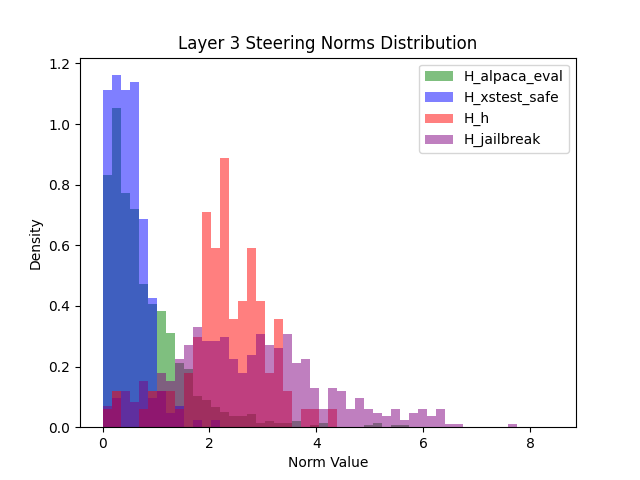 Layer 3 Steering Norms Distribution
H_alpaca_eval
H_xstest_safe
H_h
H_jailbreak
1.2
1.0
0.8
0.6
0.4
0.2
0.0
Density
0 2 4 6 8
Norm Value